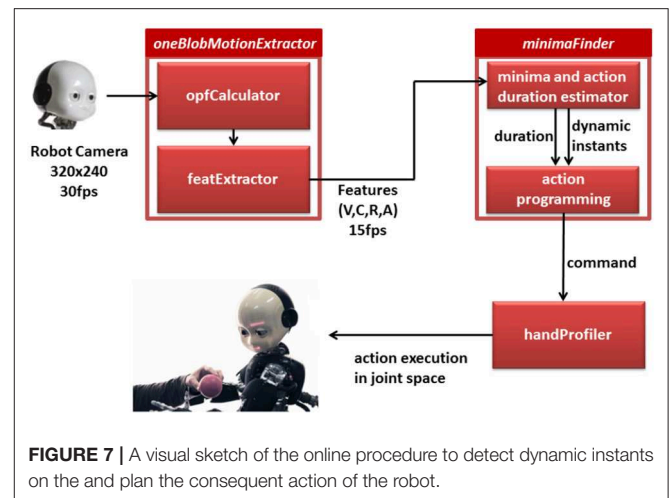 oneBlobMotionExtractor
opfCalculator
featExtractor
Robot Camera
320x240
30fps
Features
(V,C,R,A)
15fps
minimaFinder
minima and action
duration estimator
duration
dynamic
instants
action
programming
command
handProfiler
action execution
in joint space
FIGURE 7 | A visual sketch of the online procedure to detect dynamic instants
on the and plan the consequent action of the robot.